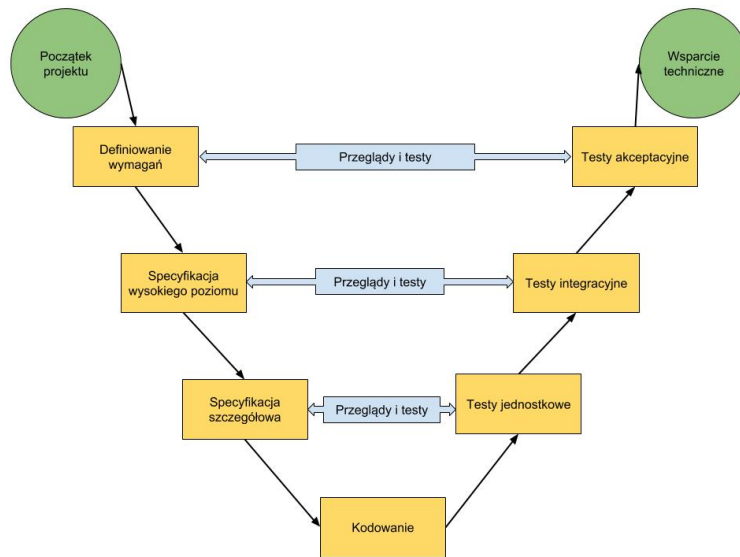 Początek
projektu
Wsparcie
techniczne
Definiowanie
wymagań
Przeglądy i testy
Testy akceptacyjne
Specyfikacja
wysokiego poziomu
Przeglądy i testy
Testy integracyjne
Specyfikacja
szczegółowa
Przeglądy i testy
Testy jednostkowe
Kodowanie